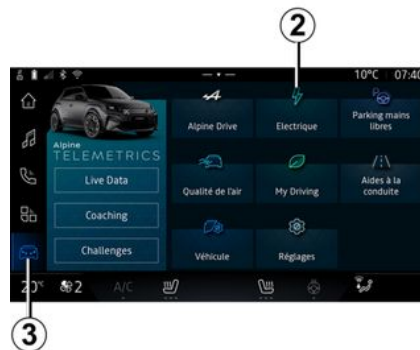 2
10°C 07:40
Alpine
TELEMETRICS
Live Data
Coaching
Challenges
Alpine Drive
Electrique
Parking mains
libres
Qualité de l'air
My Driving
Aides à la
conduite
Véhicule
Réglages
20°C
2
A/C
3